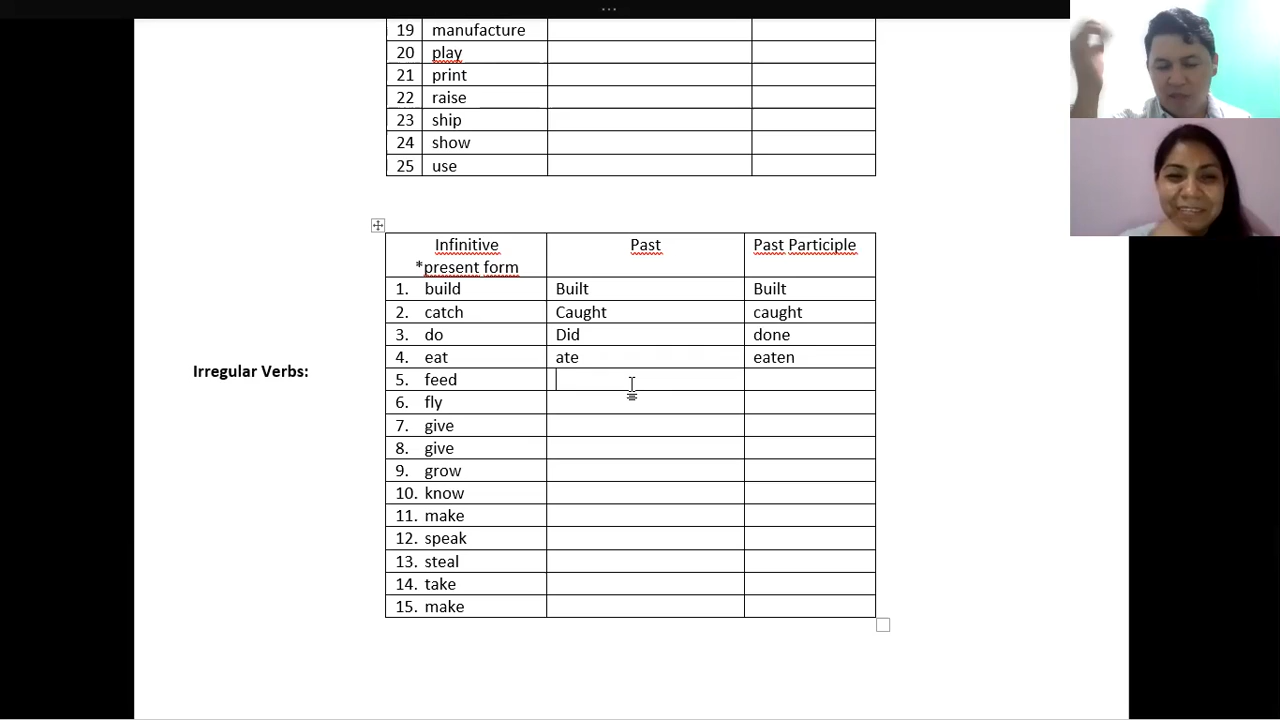 19 manufacture
20 play
21 print
22 raise
23 ship
24 show
25 use
Infinitive Past Past Participle
*present form
1. build Built Built
2. catch Caught caught
3. do Did done
4. eat ate eaten
Irregular Verbs:
5. feed
6. fly
7. give
8. give
9. grow
10. know
11. make
12. speak
13. steal
14. take
15. make